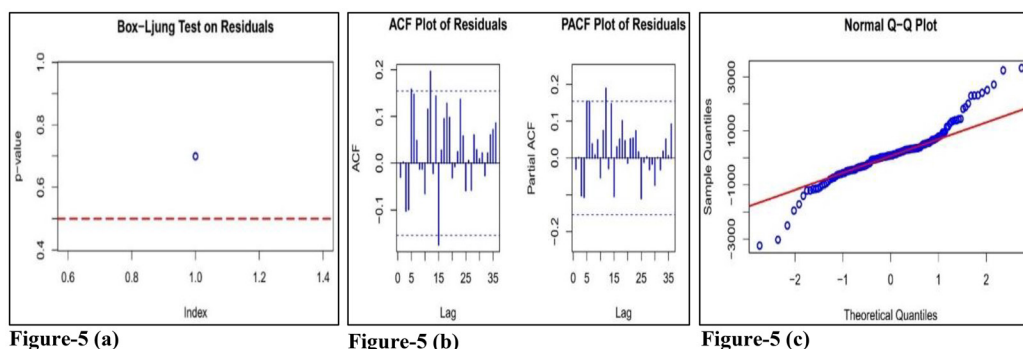 Box-Ljung Test on Residuals
p-value
1.0
0.8
0.6
0.4
0.6 0.8 1.0 1.2 1.4
Index
Figure-5 (a)
ACF Plot of Residuals
ACF
0.2
0.1
0.0
-0.1
0 5 15 25 35
Lag
PACF Plot of Residuals
Partial ACF
0.2
0.1
0.0
-0.2
0 5 15 25 35
Lag
Figure-5 (b)
Normal Q-Q Plot
Sample Quantiles
3000
1000
-1000
-3000
-2 -1 0 1 2
Theoretical Quantiles
Figure-5 (c)